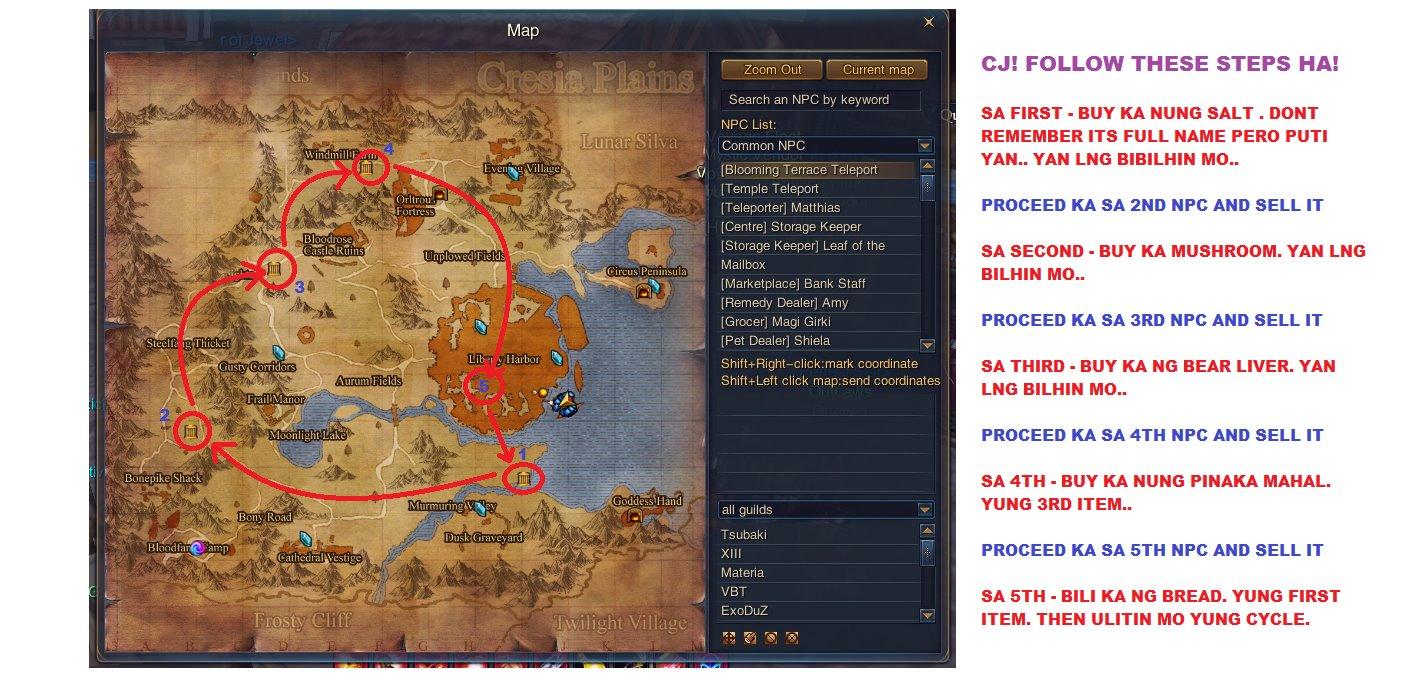 r of Jewels>
Map
nds
Cresia Plains
Lunar Silva
Windmill Farm
4
Evening Village
Orltrou
Fortress
Bloodrose
Castle Ruins
Unplowed Fields
3
Circus Peninsula
Steelfang Thicket
Gusty Corridors
Liberty Harbor
Aurum Fields
5
Frail Manor
2
Moonlight Lake
1
Bonepike Shack
Murmuring Valley
Goddess Hand
Bony Road
Dusk Graveyard
Bloodfang Camp
Cathedral Vestige
Frosty Cliff
Twilight Village
Zoom Out
Current map
Search an NPC by keyword
NPC List:
Common NPC
[Blooming Terrace Teleport
[Temple Teleport
[Teleporter] Matthias
[Centre] Storage Keeper
[Storage Keeper] Leaf of the
Mailbox
[Marketplace] Bank Staff
[Remedy Dealer] Amy
[Grocer] Magi Girki
[Pet Dealer] Shiela
Shift+Right-click:mark coordinate
Shift+Left click map:send coordinates
all guilds
Tsubaki
XIII
Materia
VBT
ExoDuZ
CJ! FOLLOW THESE STEPS HA!
SA FIRST - BUY KA NUNG SALT . DONT
REMEMBER ITS FULL NAME PERO PUTI
YAN.. YAN LNG BIBILHIN MO..
PROCEED KA SA 2ND NPC AND SELL IT
SA SECOND - BUY KA MUSHROOM. YAN LNG
BILHIN MO..
PROCEED KA SA 3RD NPC AND SELL IT
SA THIRD - BUY KA NG BEAR LIVER. YAN
LNG BILHIN MO..
PROCEED KA SA 4TH NPC AND SELL IT
SA 4TH - BUY KA NUNG PINAKA MAHAL.
YUNG 3RD ITEM..
PROCEED KA SA 5TH NPC AND SELL IT
SA 5TH - BILI KA NG BREAD. YUNG FIRST
ITEM. THEN ULITIN MO YUNG CYCLE.